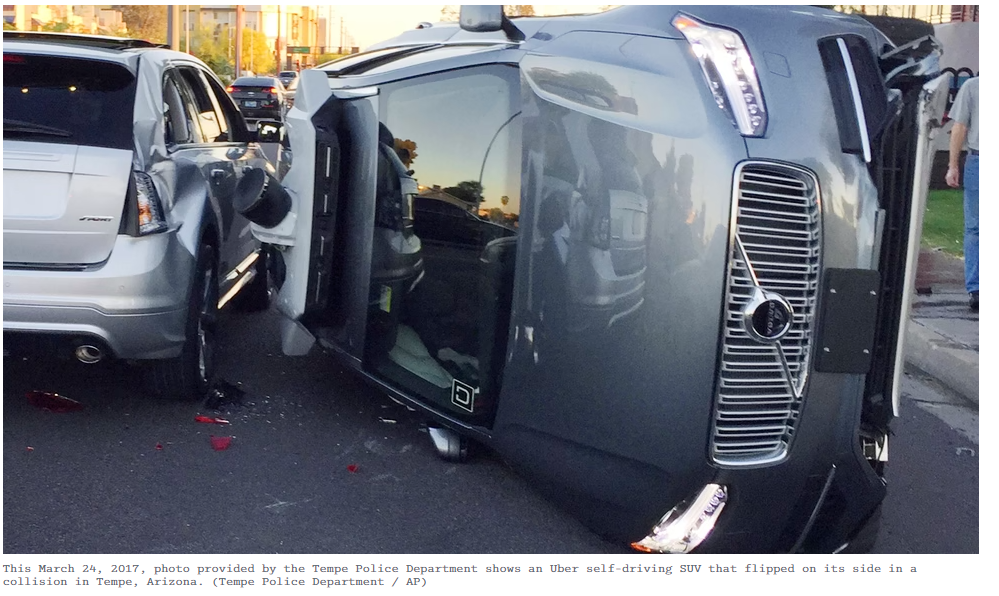 VOLVO
This March 24, 2017, photo provided by the Tempe Police Department shows an Uber self-driving SUV that flipped on its side in a
collision in Tempe, Arizona. (Tempe Police Department / AP)